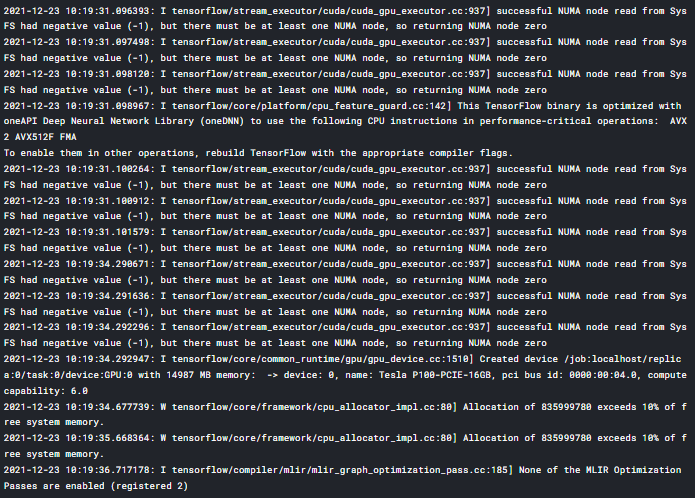 2021-12-23 10:19:31.096393: I tensorflow/stream_executor/cuda/cuda_gpu_executor.cc:937] successful NUMA node read from Sys
FS had negative value (-1), but there must be at least one NUMA node, so returning NUMA node zero
2021-12-23 10:19:31.097498: I tensorflow/stream_executor/cuda/cuda_gpu_executor.cc:937] successful NUMA node read from Sys
FS had negative value (-1), but there must be at least one NUMA node, so returning NUMA node zero
2021-12-23 10:19:31.098120: I tensorflow/stream_executor/cuda/cuda_gpu_executor.cc:937] successful NUMA node read from Sys
FS had negative value (-1), but there must be at least one NUMA node, so returning NUMA node zero
2021-12-23 10:19:31.098967: I tensorflow/core/platform/cpu_feature_guard.cc:142] This TensorFlow binary is optimized with
oneAPI Deep Neural Network Library (oneDNN) to use the following CPU instructions in performance-critical operations:  AVX
2 AVX512F FMA
To enable them in other operations, rebuild TensorFlow with the appropriate compiler flags.
2021-12-23 10:19:31.100264: I tensorflow/stream_executor/cuda/cuda_gpu_executor.cc:937] successful NUMA node read from Sys
FS had negative value (-1), but there must be at least one NUMA node, so returning NUMA node zero
2021-12-23 10:19:31.100912: I tensorflow/stream_executor/cuda/cuda_gpu_executor.cc:937] successful NUMA node read from Sys
FS had negative value (-1), but there must be at least one NUMA node, so returning NUMA node zero
2021-12-23 10:19:31.101579: I tensorflow/stream_executor/cuda/cuda_gpu_executor.cc:937] successful NUMA node read from Sys
FS had negative value (-1), but there must be at least one NUMA node, so returning NUMA node zero
2021-12-23 10:19:34.290671: I tensorflow/stream_executor/cuda/cuda_gpu_executor.cc:937] successful NUMA node read from Sys
FS had negative value (-1), but there must be at least one NUMA node, so returning NUMA node zero
2021-12-23 10:19:34.291636: I tensorflow/stream_executor/cuda/cuda_gpu_executor.cc:937] successful NUMA node read from Sys
FS had negative value (-1), but there must be at least one NUMA node, so returning NUMA node zero
2021-12-23 10:19:34.292296: I tensorflow/stream_executor/cuda/cuda_gpu_executor.cc:937] successful NUMA node read from Sys
FS had negative value (-1), but there must be at least one NUMA node, so returning NUMA node zero
2021-12-23 10:19:34.292947: I tensorflow/core/common_runtime/gpu/gpu_device.cc:1510] Created device /job:localhost/replic
a:0/task:0/device:GPU:0 with 14987 MB memory:  -> device: 0, name: Tesla P100-PCIE-16GB, pci bus id: 0000:00:04.0, compute
capability: 6.0
2021-12-23 10:19:34.677739: W tensorflow/core/framework/cpu_allocator_impl.cc:80] Allocation of 835999780 exceeds 10% of f
ree system memory.
2021-12-23 10:19:35.668364: W tensorflow/core/framework/cpu_allocator_impl.cc:80] Allocation of 835999780 exceeds 10% of f
ree system memory.
2021-12-23 10:19:36.717178: I tensorflow/compiler/mlir/mlir_graph_optimization_pass.cc:185] None of the MLIR Optimization
Passes are enabled (registered 2)